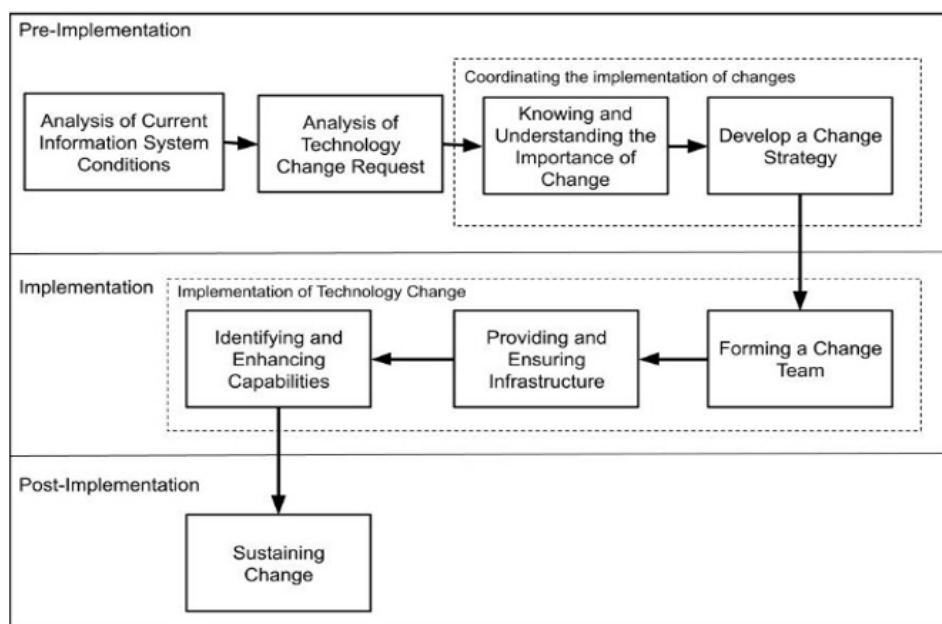 Pre-Implementation
Coordinating the implementation of changes
Analysis of Current
Information System
Conditions
Analysis of
Technology
Change Request
Knowing and
Understanding the
Importance of
Change
Develop a Change
Strategy
Implementation
Implementation of Technology Change
Identifying and
Enhancing
Capabilities
Providing and
Ensuring
Infrastructure
Forming a Change
Team
Post-Implementation
Sustaining
Change